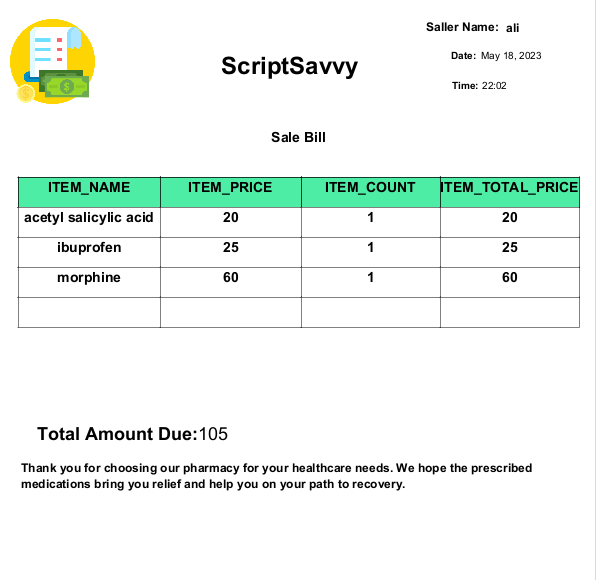 Saller Name: ali
ScriptSavvy
Date: May 18, 2023
Time: 22:02
Sale Bill
ITEM_NAME ITEM_PRICE ITEM_COUNT ITEM_TOTAL_PRICE
acetyl salicylic acid 20 1 20
ibuprofen 25 1 25
morphine 60 1 60
Total Amount Due:105
Thank you for choosing our pharmacy for your healthcare needs. We hope the prescribed
medications bring you relief and help you on your path to recovery.